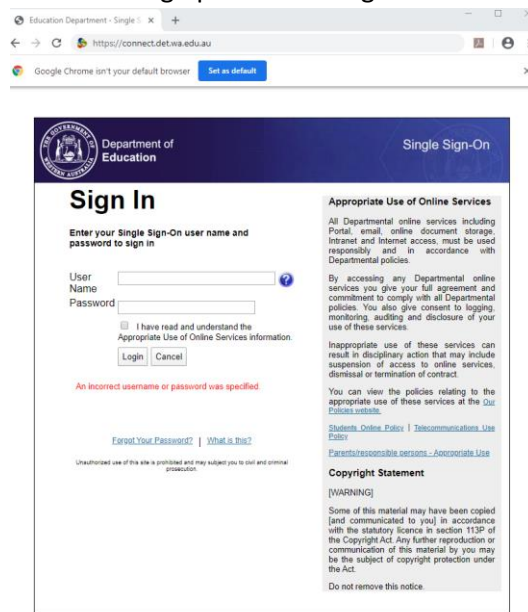 Education Department - Single S
https://connect.det.wa.edu.au
Google Chrome isn't your default browser
Set as default
THE GOVERNMENT OF WESTERN AUSTRALIA
Department of
Education
Single Sign-On
Sign In
Enter your Single Sign-On user name and
password to sign in
User
Name
Password
I have read and understand the
Appropriate Use of Online Services information.
Login Cancel
An incorrect username or password was specified
Forgot Your Password? | What is this?
Unauthorized use of this site is prohibited and may subject you to civil and criminal
prosecution.
Appropriate Use of Online Services
All Departmental online services including
Portal, email, online document storage,
Intranet and Internet access, must be used
responsibly and in accordance with
Departmental policies.
By accessing any Departmental online
services you give your full agreement and
commitment to comply with all Departmental
policies. You also give consent to logging,
monitoring, auditing and disclosure of your
use of these services.
Inappropriate use of these services can
result in disciplinary action that may include
suspension of access to online services,
dismissal or termination of contract.
You can view the policies relating to the
appropriate use of these services at the Our
Policies website.
Students Online Policy | Telecommunications Use
Policy
Parents/responsible persons - Appropriate Use
Copyright Statement
[WARNING]
Some of this material may have been copied
[and communicated to you] in accordance
with the statutory licence in section 113P of
the Copyright Act. Any further reproduction or
communication of this material by you may
be the subject of copyright protection under
the Act.
Do not remove this notice.